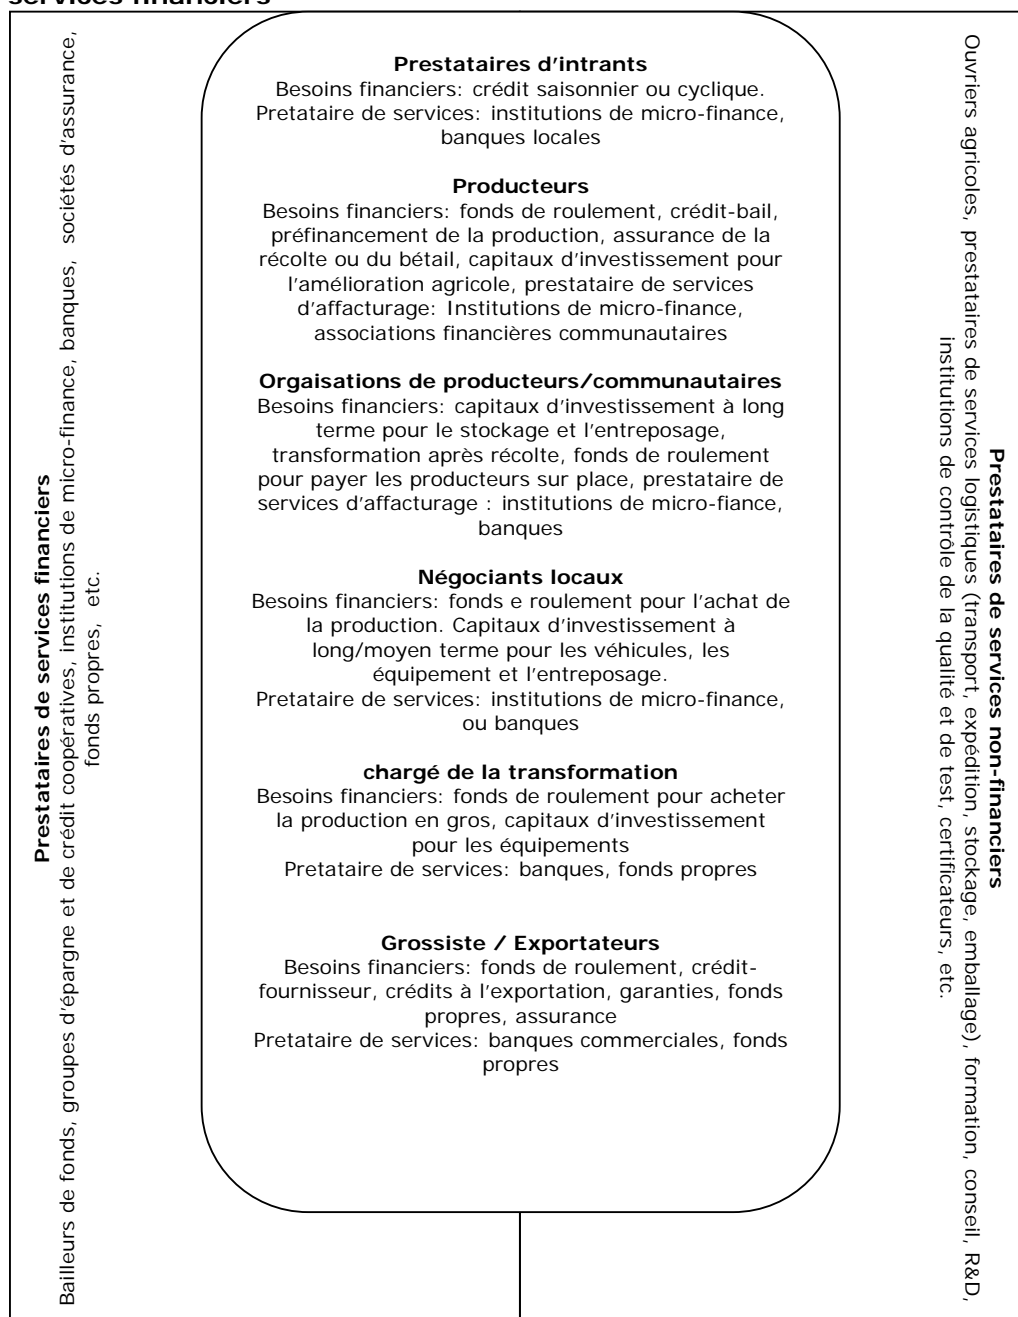 services financiers
Prestataires de services financiers
Bailleurs de fonds, groupes d'épargne et de crédit coopératives, institutions de micro-finance, banques, sociétés d'assurance,
fonds propres, etc.
Prestataires d'intrants
Besoins financiers: crédit saisonnier ou cyclique.
Pretataire de services: institutions de micro-finance,
banques locales
Producteurs
Besoins financiers: fonds de roulement, crédit-bail,
préfinancement de la production, assurance de la
récolte ou du bétail, capitaux d'investissement pour
l'amélioration agricole, prestataire de services
d'affacturage: Institutions de micro-finance,
associations financières communautaires
Orgaisations de producteurs/communautaires
Besoins financiers: capitaux d'investissement à long
terme pour le stockage et l'entreposage,
transformation après récolte, fonds de roulement
pour payer les producteurs sur place, prestataire de
services d'affacturage : institutions de micro-fiance,
banques
Négociants locaux
Besoins financiers: fonds e roulement pour l'achat de
la production. Capitaux d'investissement à
long/moyen terme pour les véhicules, les
équipement et l'entreposage.
Pretataire de services: institutions de micro-finance,
ou banques
chargé de la transformation
Besoins financiers: fonds de roulement pour acheter
la production en gros, capitaux d'investissement
pour les équipements
Pretataire de services: banques, fonds propres
Grossiste / Exportateurs
Besoins financiers: fonds de roulement, crédit-
fournisseur, crédits à l'exportation, garanties, fonds
propres, assurance
Pretataire de services: banques commerciales, fonds
propres
Prestataires de services non-financiers
Ouvriers agricoles, prestataires de services logistiques (transport, expédition, stockage, emballage), formation, conseil, R&D,
institutions de contrôle de la qualité et de test, certificateurs, etc.